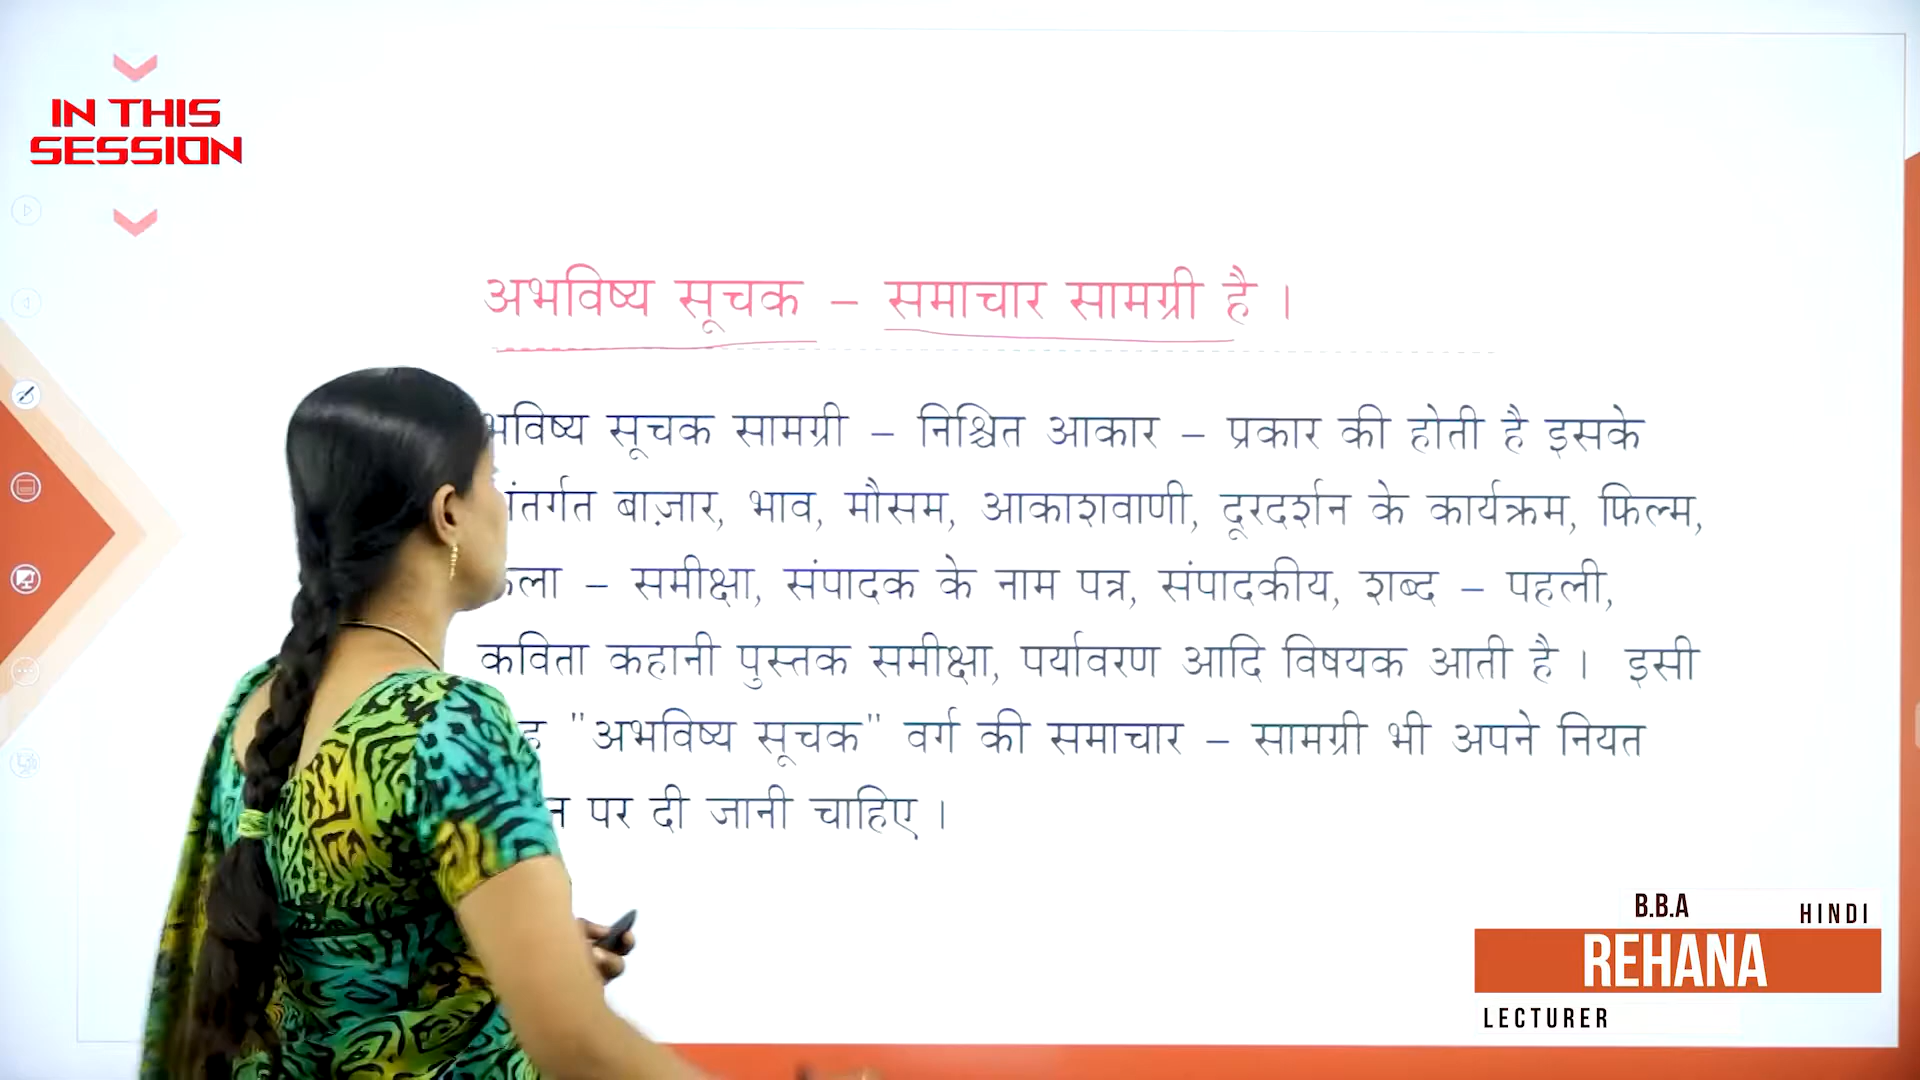 IN THIS
SESSION
अभविष्य सूचक – समाचार सामग्री है ।
भविष्य सूचक सामग्री – निश्चित आकार – प्रकार की होती है इसके
बाज़ार, भाव, मौसम, आकाशवाणी, दूरदर्शन के कार्यक्रम, फिल्म,
– समीक्षा, संपादक के नाम पत्र, संपादकीय, शब्द – पहली,
कविता कहानी पुस्तक समीक्षा, पर्यावरण आदि विषयक आती है । इसी
"अभविष्य सूचक" वर्ग की समाचार – सामग्री भी अपने नियत
पर दी जानी चाहिए ।
B.B.A HINDI
REHANA
LECTURER